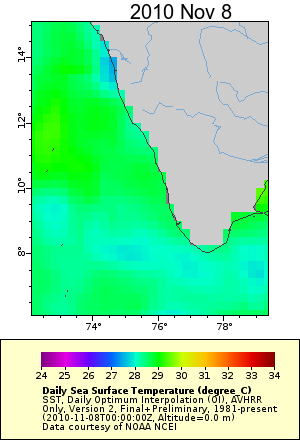 2010 Nov 8
14°
12°
10°
8°
74° 76° 78°
24 25 26 27 28 29 30 31 32 33 34
Daily Sea Surface Temperature (degree_C)
SST, Daily Optimum Interpolation (OI), AVHRR
Only, Version 2, Final+Preliminary, 1981-present
(2010-11-08T00:00:00Z, Altitude=0.0 m)
Data courtesy of NOAA NCEI